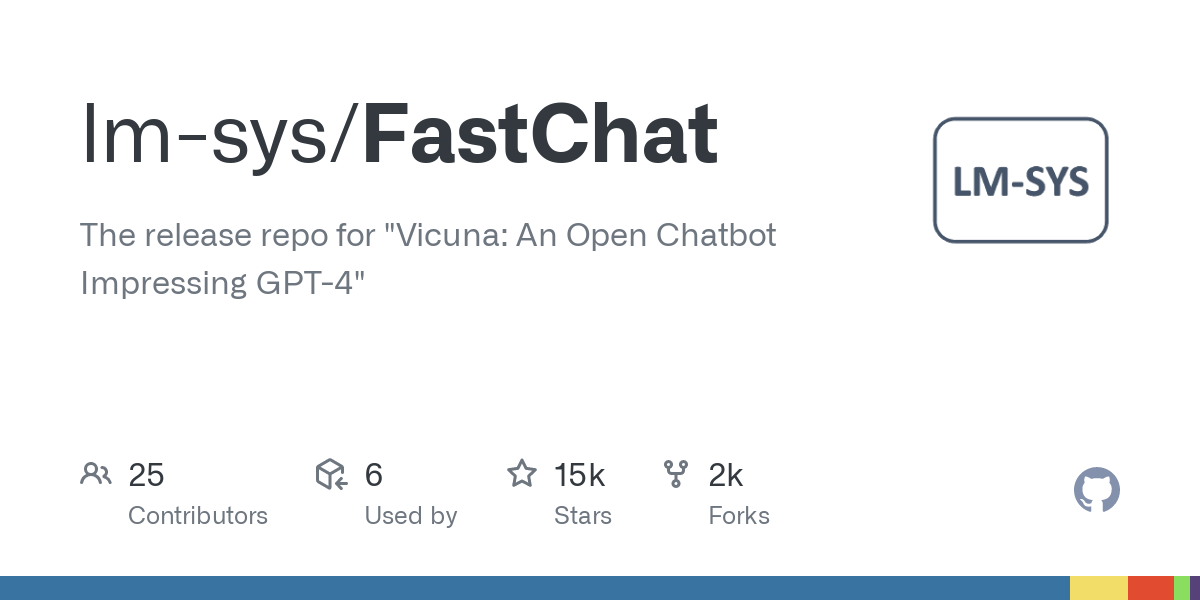 lm-sys/FastChat
LM-SYS
The release repo for "Vicuna: An Open Chatbot
Impressing GPT-4"
25
Contributors
6
Used by
15k
Stars
2k
Forks